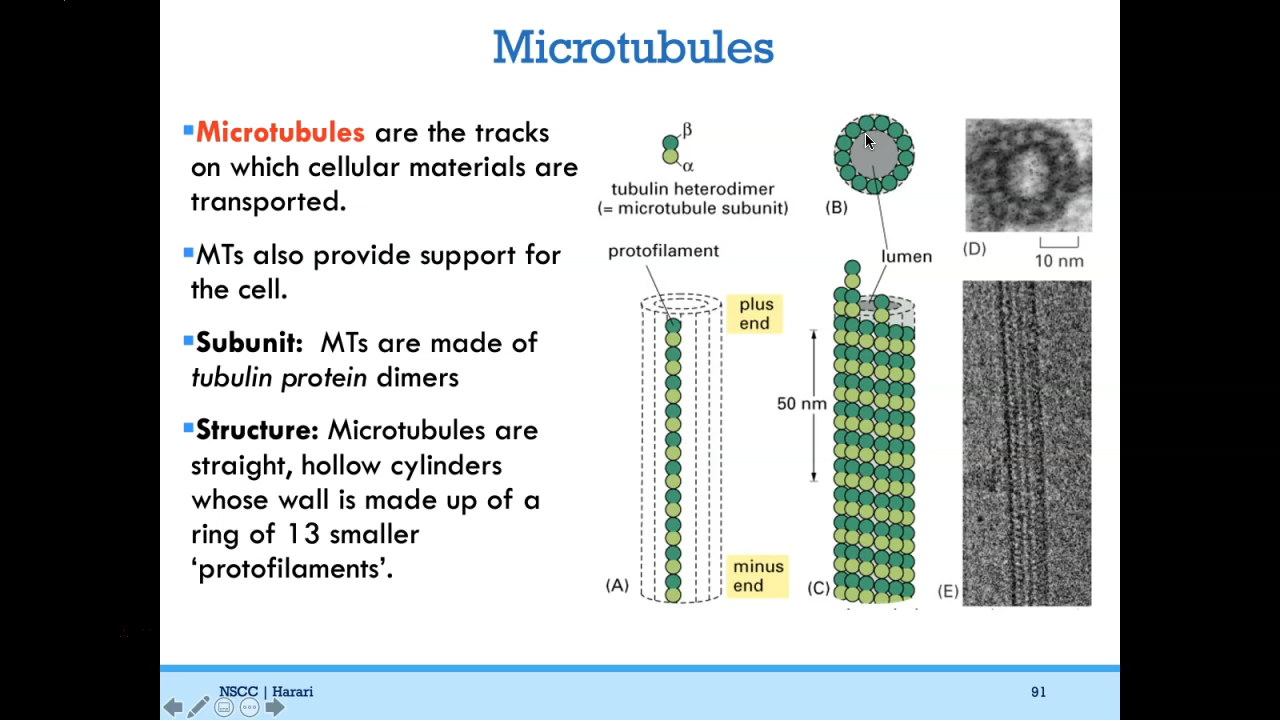 Microtubules
▪Microtubules are the tracks
on which cellular materials are
transported.
▪MTs also provide support for
the cell.
▪Subunit: MTs are made of
tubulin protein dimers
▪Structure: Microtubules are
straight, hollow cylinders
whose wall is made up of a
ring of 13 smaller
‘protofilaments’.
β
α
tubulin heterodimer
(= microtubule subunit)
protofilament
plus
end
minus
end
(A)
(B)
lumen
50 nm
(C)
(D)
10 nm
(E)
NSCC | Harari
91